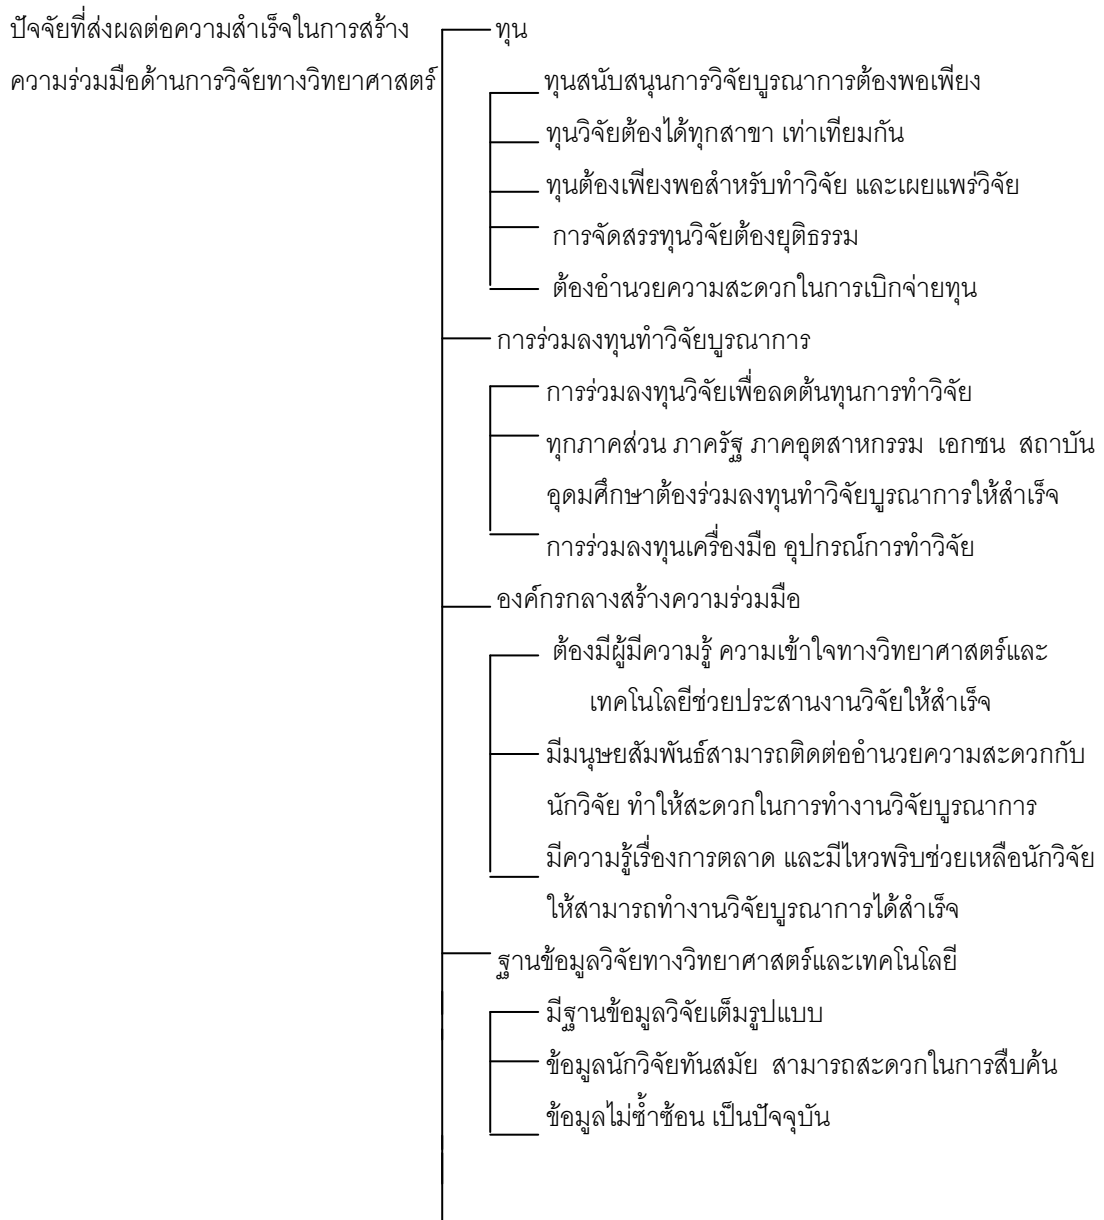 ปัจจัยที่ส่งผลต่อความสำเร็จในการสร้าง
ความร่วมมือด้านการวิจัยทางวิทยาศาสตร์
ทุน
ทุนสนับสนุนการวิจัยบูรณาการต้องพอเพียง
ทุนวิจัยต้องได้ทุกสาขา เท่าเทียมกัน
ทุนต้องเพียงพอสำหรับทำวิจัย และเผยแพร่วิจัย
การจัดสรรทุนวิจัยต้องยุติธรรม
ต้องอำนวยความสะดวกในการเบิกจ่ายทุน
การร่วมลงทุนทำวิจัยบูรณาการ
การร่วมลงทุนวิจัยเพื่อลดต้นทุนการทำวิจัย
ทุกภาคส่วน ภาครัฐ ภาคอุตสาหกรรม เอกชน สถาบัน
อุดมศึกษาต้องร่วมลงทุนทำวิจัยบูรณาการให้สำเร็จ
การร่วมลงทุนเครื่องมือ อุปกรณ์การทำวิจัย
องค์กรกลางสร้างความร่วมมือ
ต้องมีผู้มีความรู้ ความเข้าใจทางวิทยาศาสตร์และ
เทคโนโลยีช่วยประสานงานวิจัยให้สำเร็จ
มีมนุษยสัมพันธ์สามารถติดต่ออำนวยความสะดวกกับ
นักวิจัย ทำให้สะดวกในการทำงานวิจัยบูรณาการ
มีความรู้เรื่องการตลาด และมีไหวพริบช่วยเหลือนักวิจัย
ให้สามารถทำงานวิจัยบูรณาการได้สำเร็จ
ฐานข้อมูลวิจัยทางวิทยาศาสตร์และเทคโนโลยี
มีฐานข้อมูลวิจัยเต็มรูปแบบ
ข้อมูลนักวิจัยทันสมัย สามารถสะดวกในการสืบค้น
ข้อมูลไม่ซ้ำซ้อน เป็นปัจจุบัน